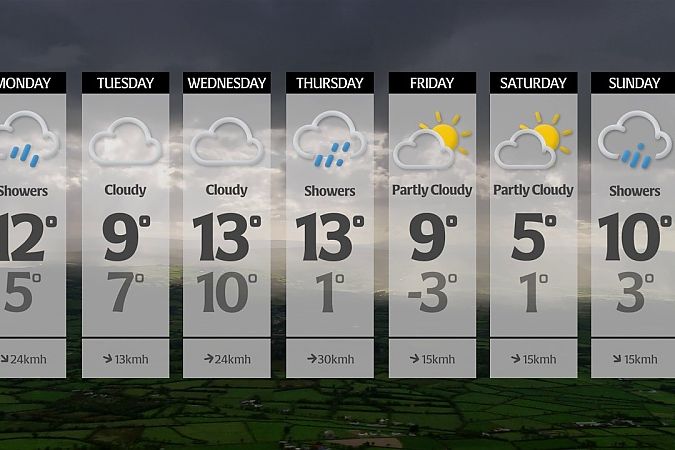 MONDAY
Showers
12°
5°
24kmh
TUESDAY
Cloudy
9°
7°
13kmh
WEDNESDAY
Cloudy
13°
10°
24kmh
THURSDAY
Showers
13°
1°
30kmh
FRIDAY
Partly Cloudy
9°
-3°
15kmh
SATURDAY
Partly Cloudy
5°
1°
15kmh
SUNDAY
Showers
10°
3°
15kmh